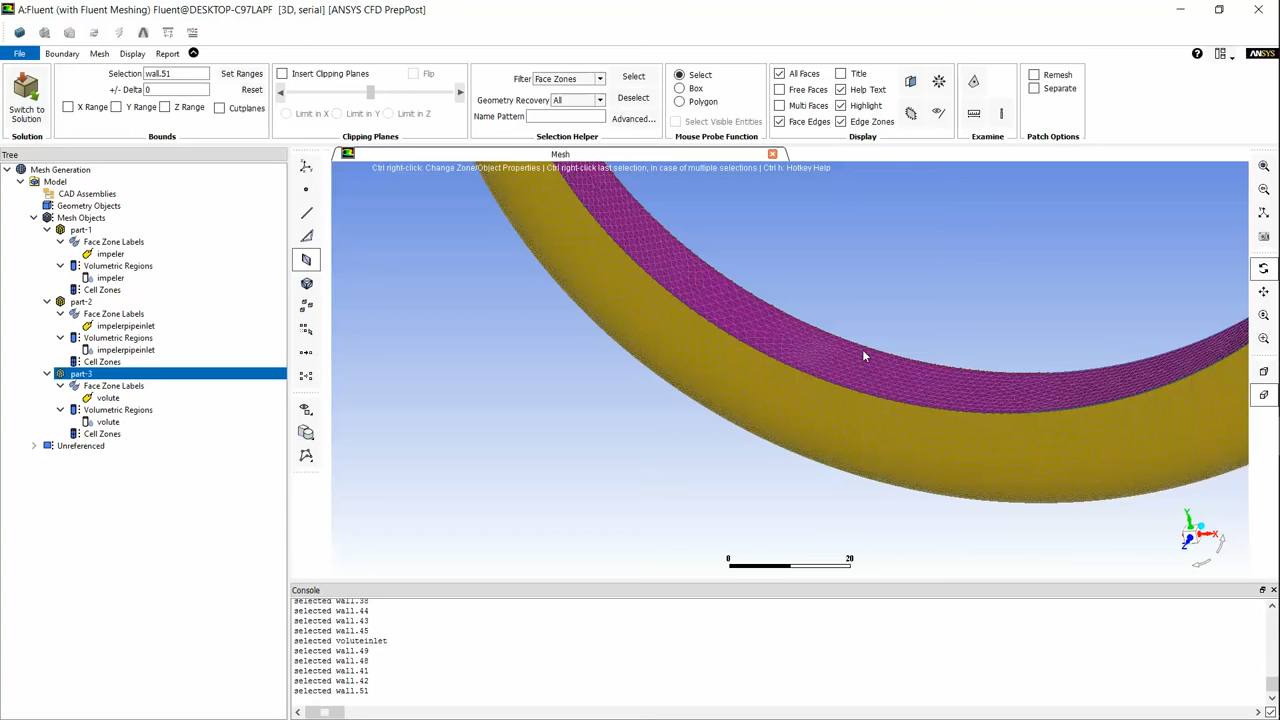 A:Fluent (with Fluent Meshing) Fluent@DESKTOP-C97LAPF [3D, serial] [ANSYS CFD PrepPost]
File Boundary Mesh Display Report
ANSYS
Switch to
Solution
Solution
Selection wall.51 Set Ranges
+/- Delta 0 Reset
X Range Y Range Z Range Cutplanes
Bounds
Insert Clipping Planes Flip
Limit in X Limit in Y Limit in Z
Clipping Planes
Filter Face Zones Select
Geometry Recovery All Deselect
Name Pattern Advanced...
Selection Helper
Select
Box
Polygon
Select Visible Entities
Mouse Probe Function
All Faces Title
Free Faces Help Text
Multi Faces Highlight
Face Edges Edge Zones
Display
Examine
Remesh
Separate
Patch Options
Tree
Mesh Generation
Model
CAD Assemblies
Geometry Objects
Mesh Objects
part-1
Face Zone Labels
impeler
Volumetric Regions
impeler
Cell Zones
part-2
Face Zone Labels
impelerpipeinlet
Volumetric Regions
impelerpipeinlet
Cell Zones
part-3
Face Zone Labels
volute
Volumetric Regions
volute
Cell Zones
Unreferenced
Mesh
Ctrl right-click: Change Zone/Object Properties | Ctrl right-click last selection, in case of multiple selections | Ctrl h: Hotkey Help
0 20
Y
X
Z
Console
selected wall.38
selected wall.44
selected wall.43
selected wall.45
selected voluteinlet
selected wall.49
selected wall.48
selected wall.41
selected wall.42
selected wall.51